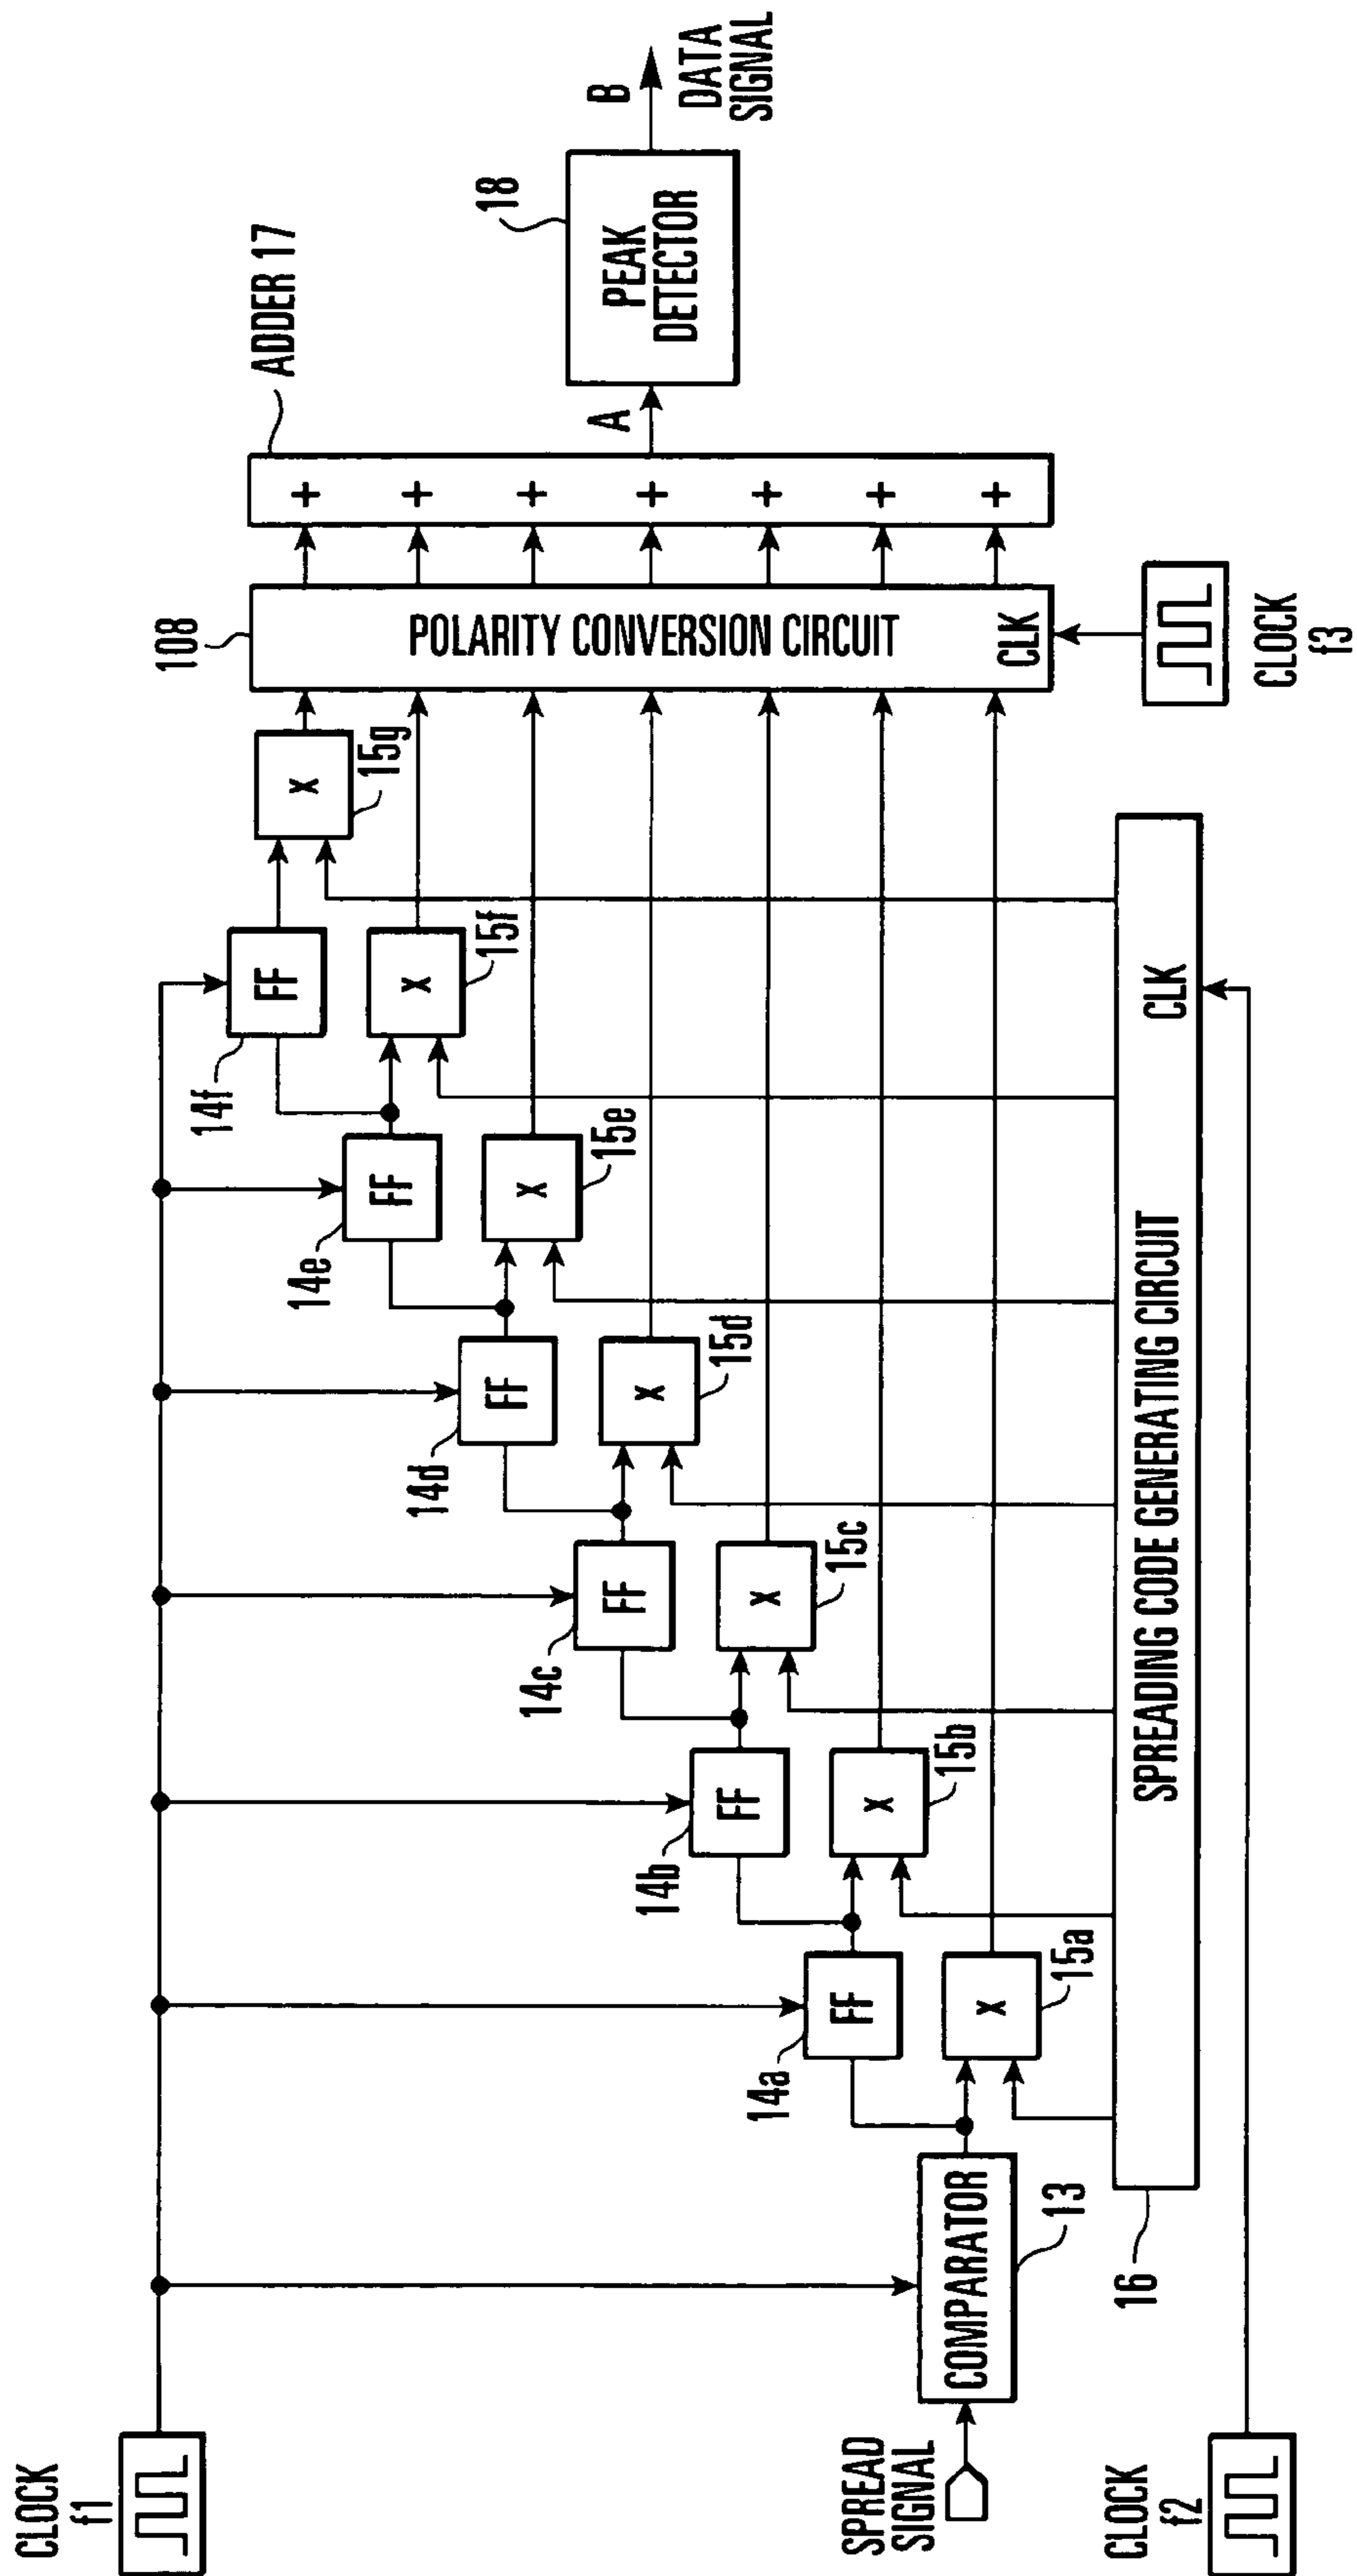 CLOCK
f1
SPREAD
SIGNAL
COMPARATOR
13
CLOCK
f2
16
SPREADING CODE GENERATING CIRCUIT
CLK
14a
FF
X
15a
14b
FF
X
15b
14c
FF
X
15c
14d
FF
X
15d
14e
FF
X
15e
14f
FF
X
15f
X
15g
108
POLARITY CONVERSION CIRCUIT
CLK
CLOCK
f3
ADDER 17
+
+
+
+
+
+
+
A
18
PEAK
DETECTOR
B
DATA
SIGNAL